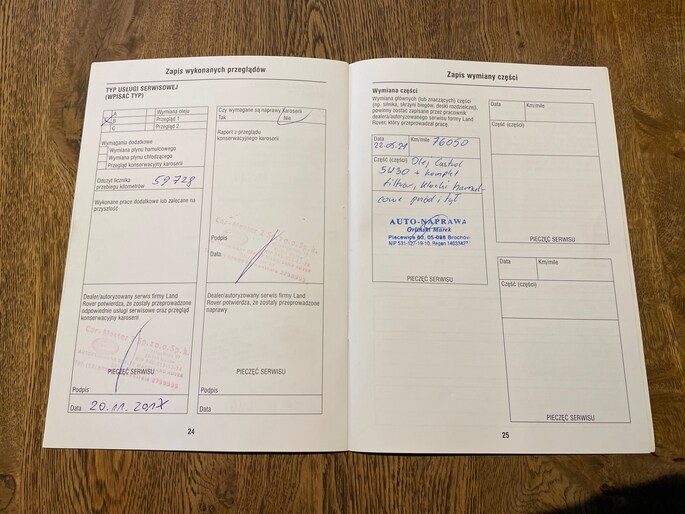 Zapis wykonanych przeglądów
TYP USŁUGI SERWISOWEJ
(WPISAĆ TYP)
A Wymiana oleju
B Przegląd 1
C Przegląd 2
Wymagania dodatkowe
Wymiana płynu hamulcowego
Wymiana płynu chłodzącego
Przegląd konserwacyjny karoserii
Odczyt licznika
przebiegu kilometrów 59728
Wykonane prace dodatkowe lub zalecane na
przyszłość
Dealer/autoryzowany serwis firmy Land
Rover potwierdza, że zostały przeprowadzone
odpowiednie usługi serwisowe oraz przegląd
konserwacyjny karoserii
PIECZĘĆ SERWISU
Podpis
Data 20.11.2017
Czy wymagane są naprawy karoserii
Tak Nie
Raport z przeglądu
konserwacyjnego karoserii
Podpis
Data
Dealer/autoryzowany serwis firmy Land
Rover potwierdza, że zostały przeprowadzone
naprawy
PIECZĘĆ SERWISU
Podpis
Data
24
Zapis wymiany części
Wymiana części
Wymiany głównych (lub znaczących) części
(np. silnika, skrzyni biegów, deski rozdzielczej),
powinny zostać zapisane przez pracownika
dealera/autoryzowanego serwisu firmy Land
Rover, który przeprowadzał pracę.
Data Km/mile 76050
Część (części) Olej Castrol
5W30 + komplet
filtrów, klocki hamul-
cowe przód i tył
AUTO-NAPRAWA
Oriński Marek
Piecewice 60, 05-088 Brochów
PIECZĘĆ SERWISU
Data Km/mile
Część (części)
PIECZĘĆ SERWISU
Data Km/mile
Część (części)
PIECZĘĆ SERWISU
25